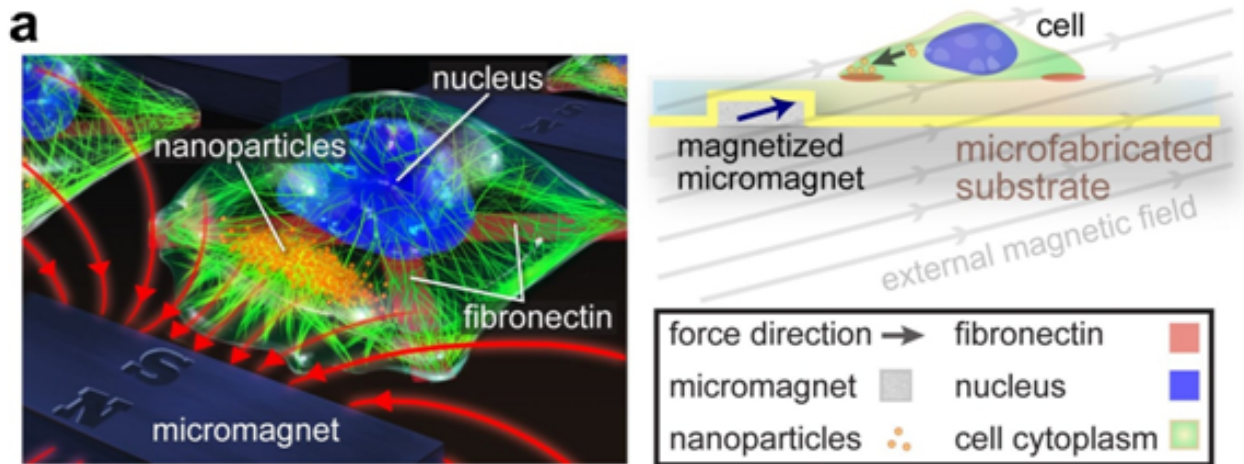 a
nucleus
nanoparticles
fibronectin
S
N
micromagnet
cell
magnetized
micromagnet
microfabricated
substrate
external magnetic field
force direction
fibronectin
micromagnet
nucleus
nanoparticles
cell cytoplasm